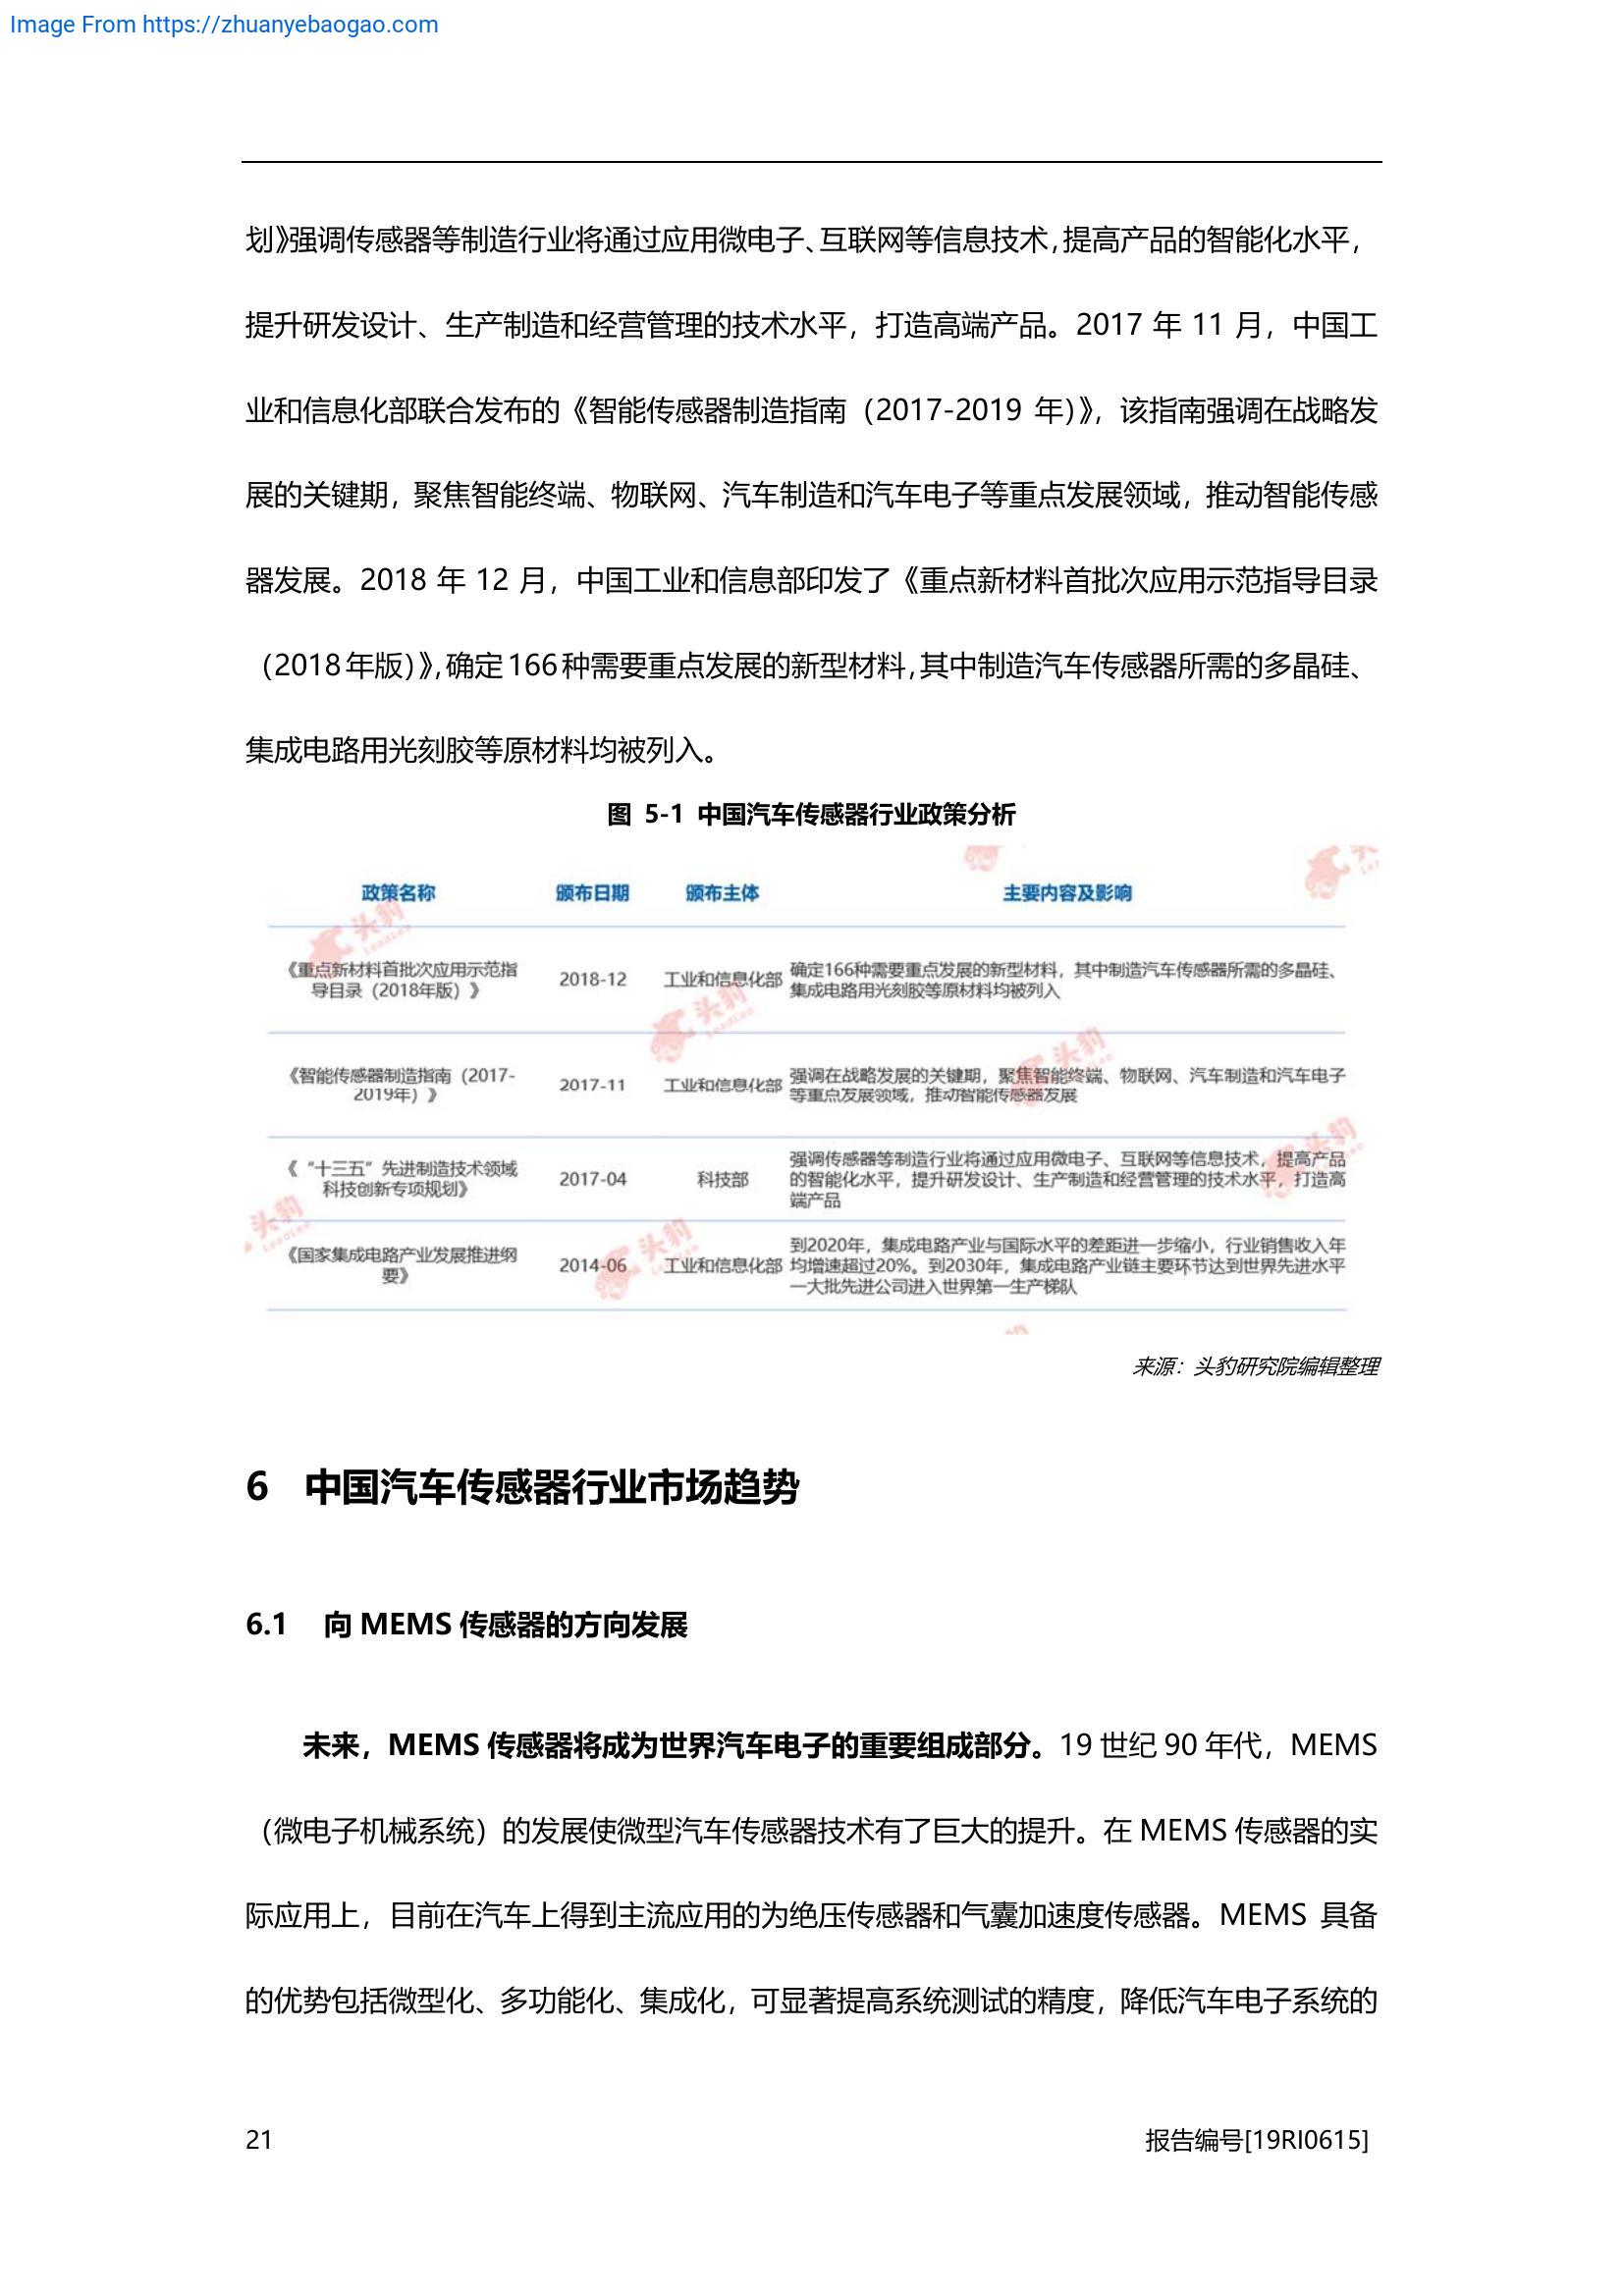 Image From https://zhuanyebaogao.com
划》强调传感器等制造行业将通过应用微电子、互联网等信息技术，提高产品的智能化水平，
提升研发设计、生产制造和经营管理的技术水平，打造高端产品。2017 年 11 月，中国工
业和信息化部联合发布的《智能传感器制造指南（2017-2019 年）》，该指南强调在战略发
展的关键期，聚焦智能终端、物联网、汽车制造和汽车电子等重点发展领域，推动智能传感
器发展。2018 年 12 月，中国工业和信息部印发了《重点新材料首批次应用示范指导目录
（2018 年版）》，确定 166 种需要重点发展的新型材料，其中制造汽车传感器所需的多晶硅、
集成电路用光刻胶等原材料均被列入。
图 5-1 中国汽车传感器行业政策分析
政策名称 颁布日期 颁布主体 主要内容及影响
《重点新材料首批次应用示范指
导目录（2018年版）》
2018-12
工业和信息化部
确定166种需要重点发展的新型材料，其中制造汽车传感器所需的多晶硅、
集成电路用光刻胶等原材料均被列入
《智能传感器制造指南（2017-
2019年）》
2017-11
工业和信息化部
强调在战略发展的关键期，聚焦智能终端、物联网、汽车制造和汽车电子
等重点发展领域，推动智能传感器发展
《“十三五”先进制造技术领域
科技创新专项规划》
2017-04
科技部
强调传感器等制造行业将通过应用微电子、互联网等信息技术，提高产品
的智能化水平，提升研发设计、生产制造和经营管理的技术水平，打造高
端产品
《国家集成电路产业发展推进纲
要》
2014-06
工业和信息化部
到2020年，集成电路产业与国际水平的差距进一步缩小，行业销售收入年
均增速超过20%。到2030年，集成电路产业链主要环节达到世界先进水平
一大批先进公司进入世界第一生产梯队
头豹
LeadLeo
来源：头豹研究院编辑整理
6 中国汽车传感器行业市场趋势
6.1 向 MEMS 传感器的方向发展
未来，MEMS 传感器将成为世界汽车电子的重要组成部分。19 世纪 90 年代，MEMS
（微电子机械系统）的发展使微型汽车传感器技术有了巨大的提升。在 MEMS 传感器的实
际应用上，目前在汽车上得到主流应用的为绝压传感器和气囊加速度传感器。MEMS 具备
的优势包括微型化、多功能化、集成化，可显著提高系统测试的精度，降低汽车电子系统的
21
报告编号[19RI0615]